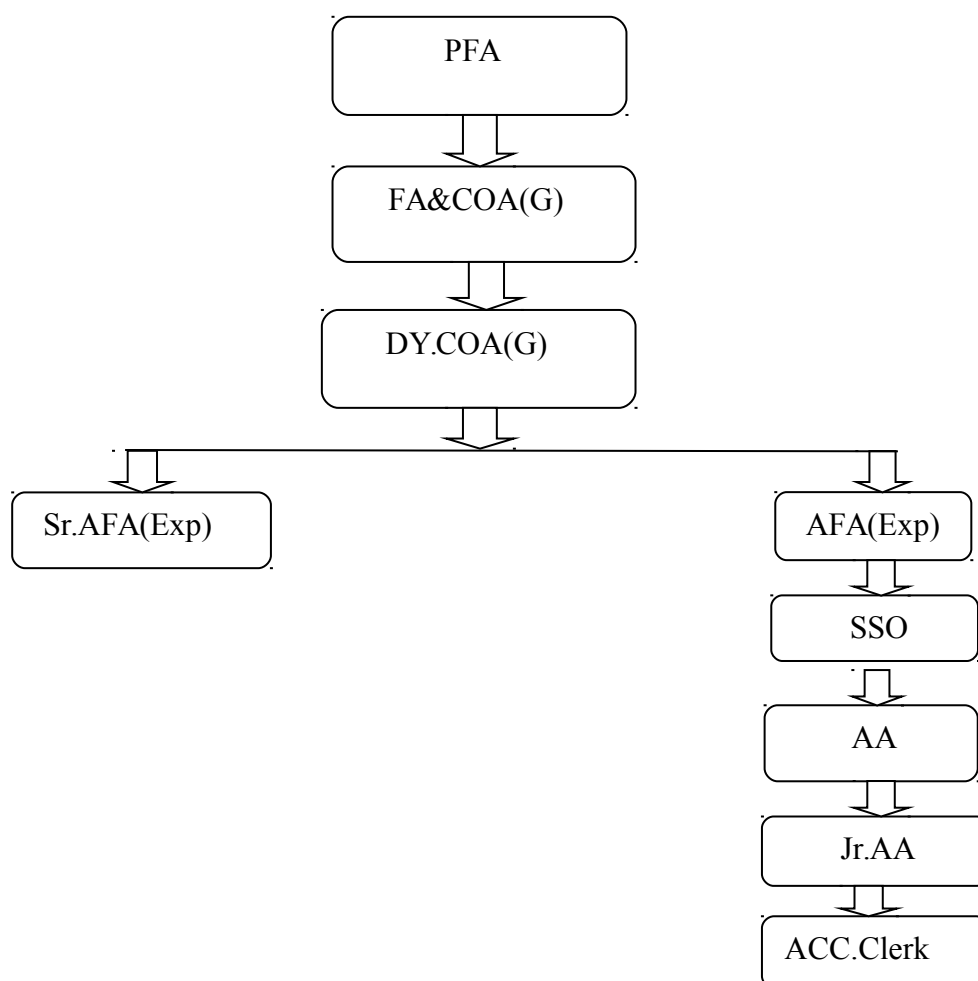 PFA
FA&COA(G)
DY.COA(G)
Sr.AFA(Exp)
AFA(Exp)
SSO
AA
Jr.AA
ACC.Clerk